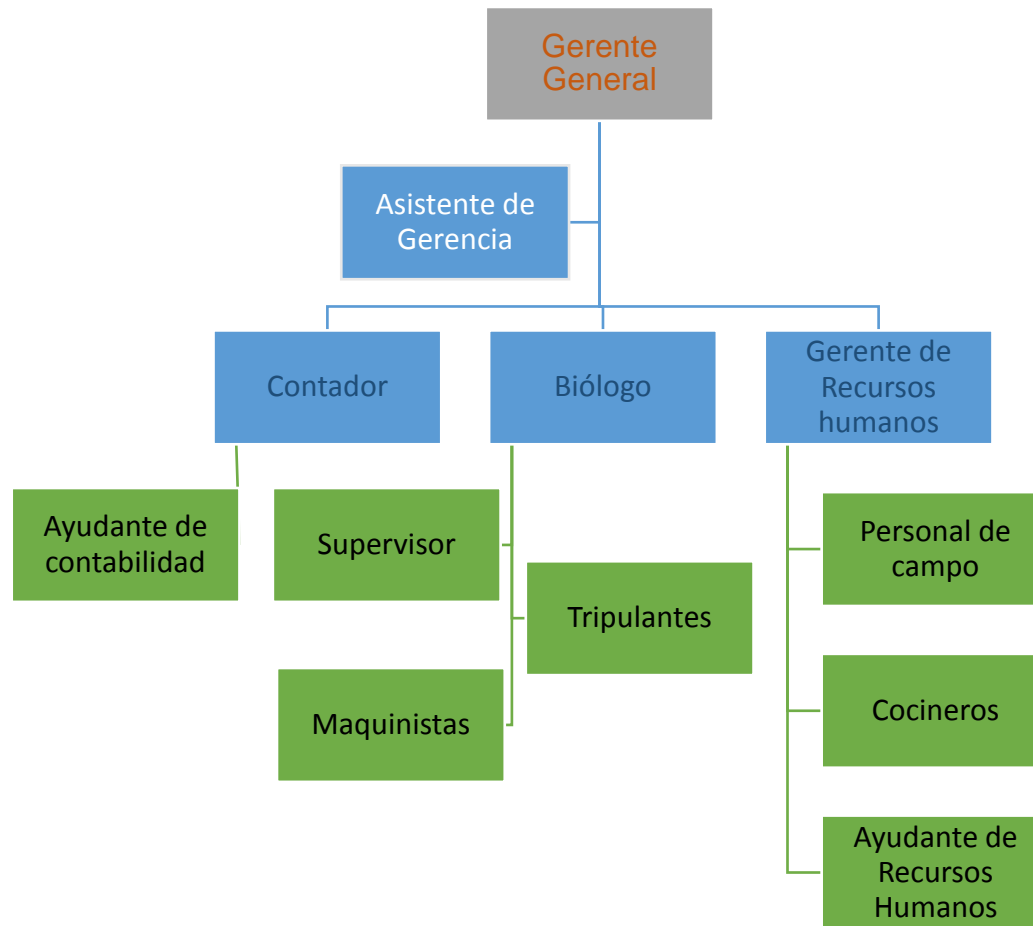 Gerente
General
Asistente de
Gerencia
Contador
Biólogo
Gerente de
Recursos
humanos
Ayudante de
contabilidad
Supervisor
Personal de
campo
Tripulantes
Maquinistas
Cocineros
Ayudante de
Recursos
Humanos